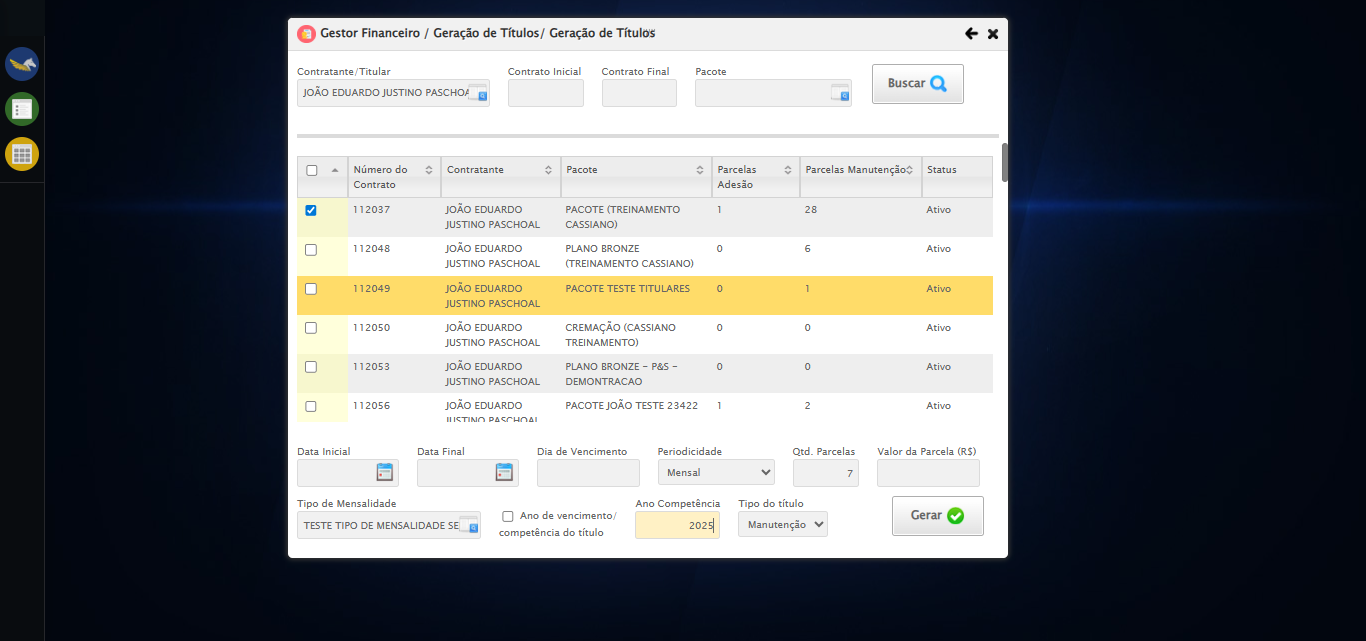 Gestor Financeiro / Geração de Títulos/ Geração de Títulos
Contratante/Titular
Contrato Inicial
Contrato Final
Pacote
JOÃO EDUARDO JUSTINO PASCHOA
Buscar
Número do Contrato
Contratante
Pacote
Parcelas Adesão
Parcelas Manutenção
Status
112037
JOÃO EDUARDO
JUSTINO PASCHOAL
PACOTE (TREINAMENTO
CASSIANO)
1
28
Ativo
112048
JOÃO EDUARDO
JUSTINO PASCHOAL
PLANO BRONZE
(TREINAMENTO CASSIANO)
0
6
Ativo
112049
JOÃO EDUARDO
JUSTINO PASCHOAL
PACOTE TESTE TITULARES
0
1
Ativo
112050
JOÃO EDUARDO
JUSTINO PASCHOAL
CREMAÇÃO (CASSIANO
TREINAMENTO)
0
0
Ativo
112053
JOÃO EDUARDO
JUSTINO PASCHOAL
PLANO BRONZE - P&S -
DEMONTRACAO
0
0
Ativo
112056
JOÃO EDUARDO
JUSTINO PASCHOAL
PACOTE JOÃO TESTE 23422
1
2
Ativo
Data Inicial
Data Final
Dia de Vencimento
Periodicidade
Qtd. Parcelas
Valor da Parcela (R$)
Mensal
7
Tipo de Mensalidade
Ano de vencimento/
competência do título
Ano Competência
Tipo do título
TESTE TIPO DE MENSALIDADE SE
2025
Manutenção
Gerar